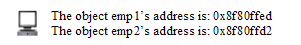 The object emp1's address is: 0x8f80ffed
The object emp2's address is: 0x8f80ffd2